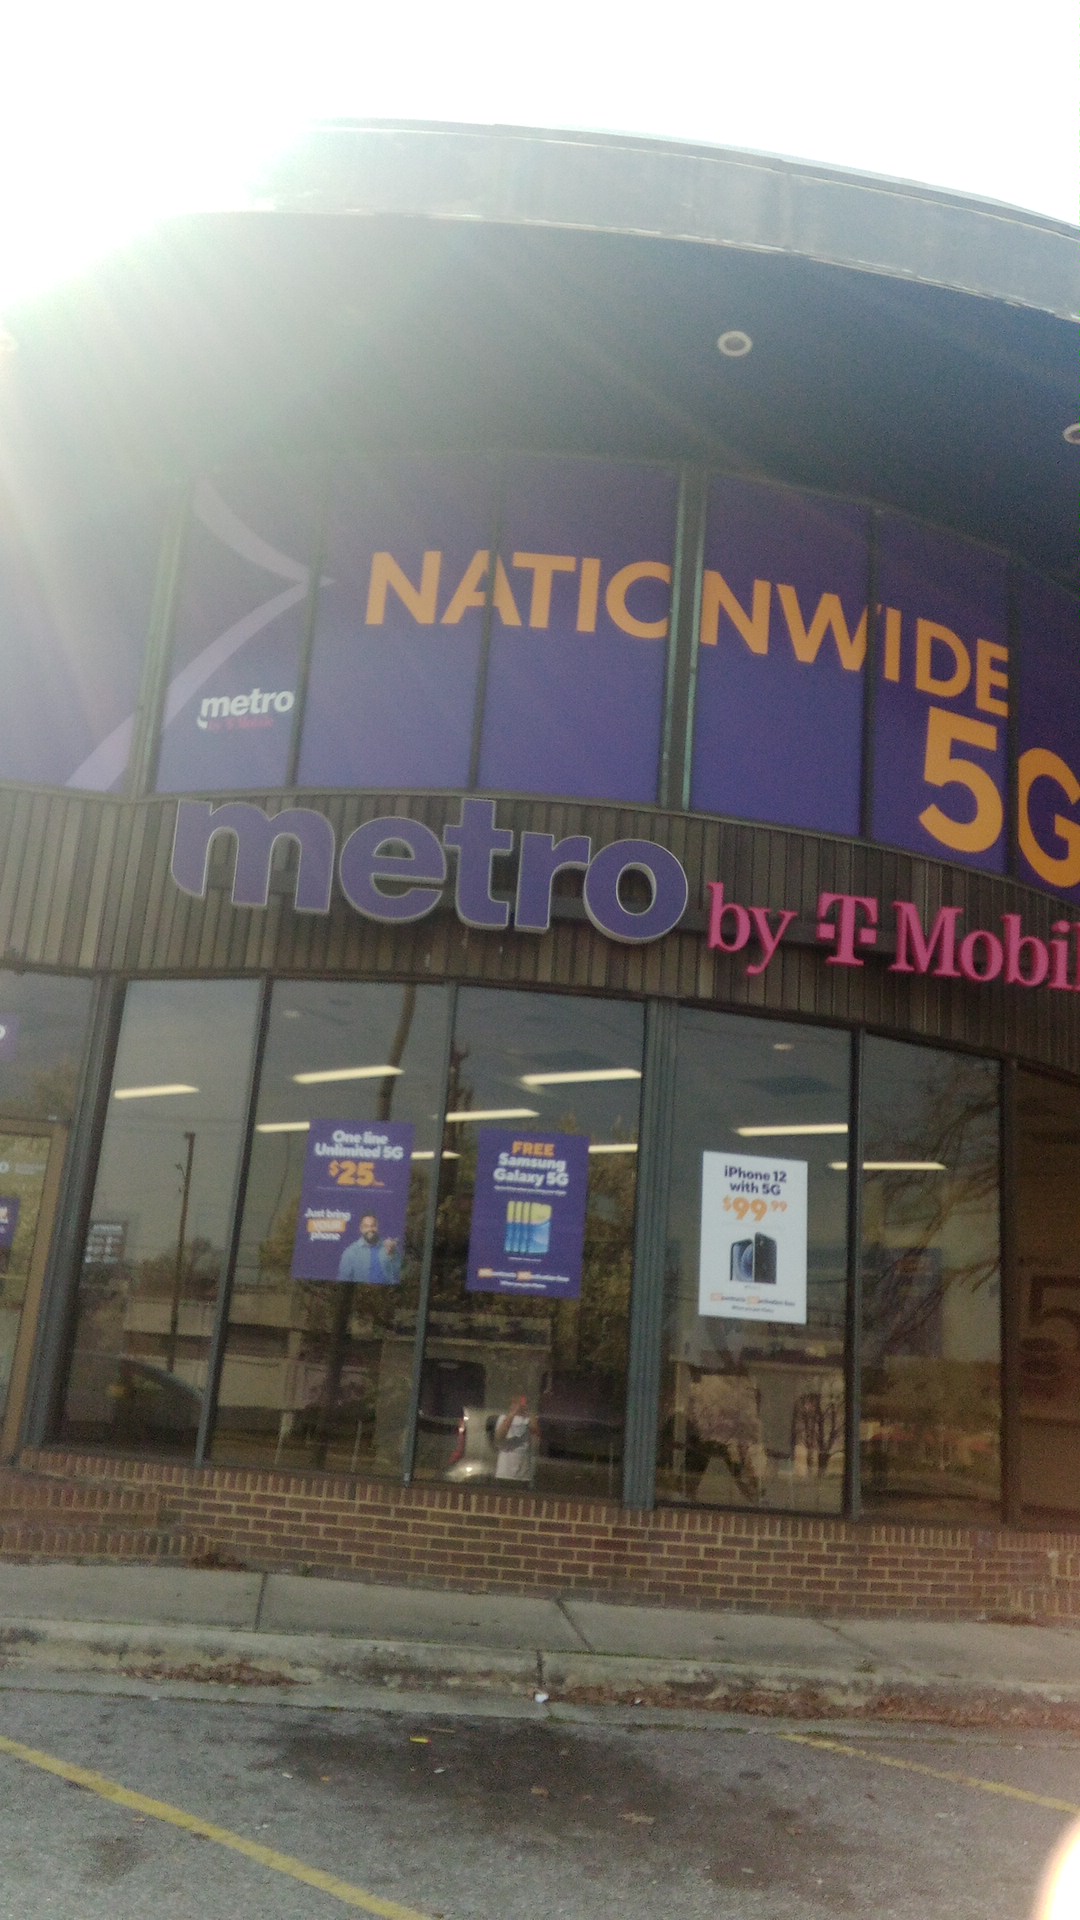 NATIONWIDE
5G
metro
metro by T Mobil
One line
Unlimited 5G
$25
Just bring
your
phone
FREE
Samsung
Galaxy 5G
iPhone 12
with 5G
$99 99